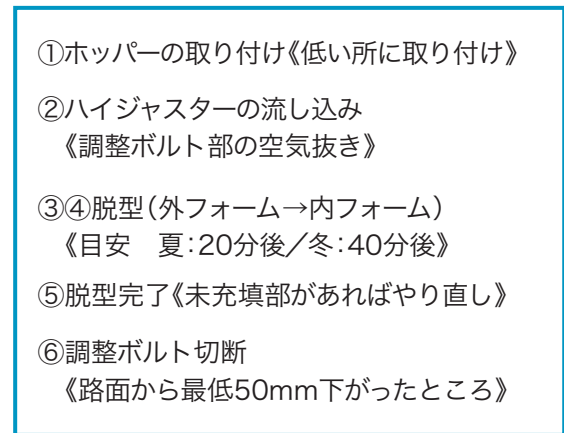 ①ホッパーの取り付け《低い所に取り付け》
②ハイジャスターの流し込み
《調整ボルト部の空気抜き》
③④脱型(外フォーム→内フォーム)
《目安　夏:20分後／冬:40分後》
⑤脱型完了《未充填部があればやり直し》
⑥調整ボルト切断
《路面から最低50mm下がったところ》